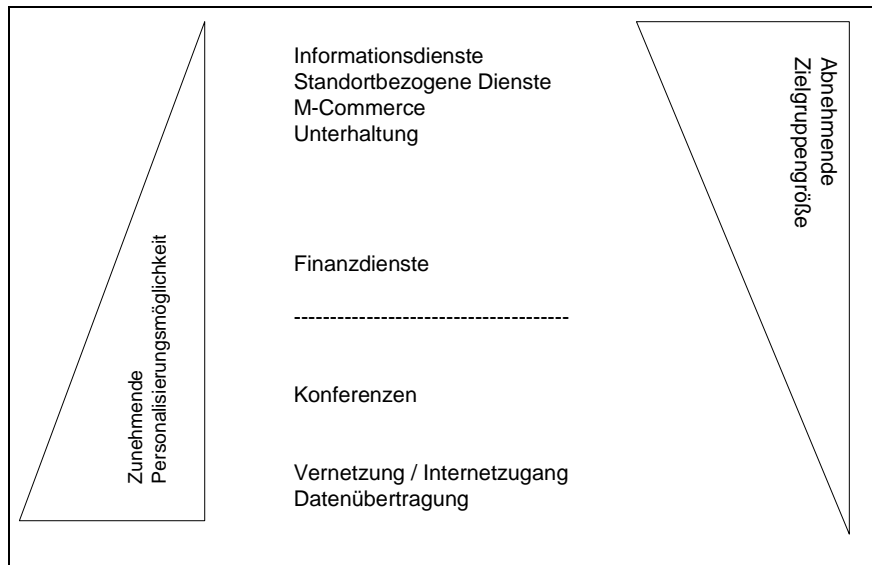 Informationsdienste
Standortbezogene Dienste
M-Commerce
Unterhaltung
Finanzdienste
--------------------------------------
Konferenzen
Vernetzung / Internetzugang
Datenübertragung
Zunehmende
Personalisierungsmöglichkeit
Abnehmende
Zielgruppengröße